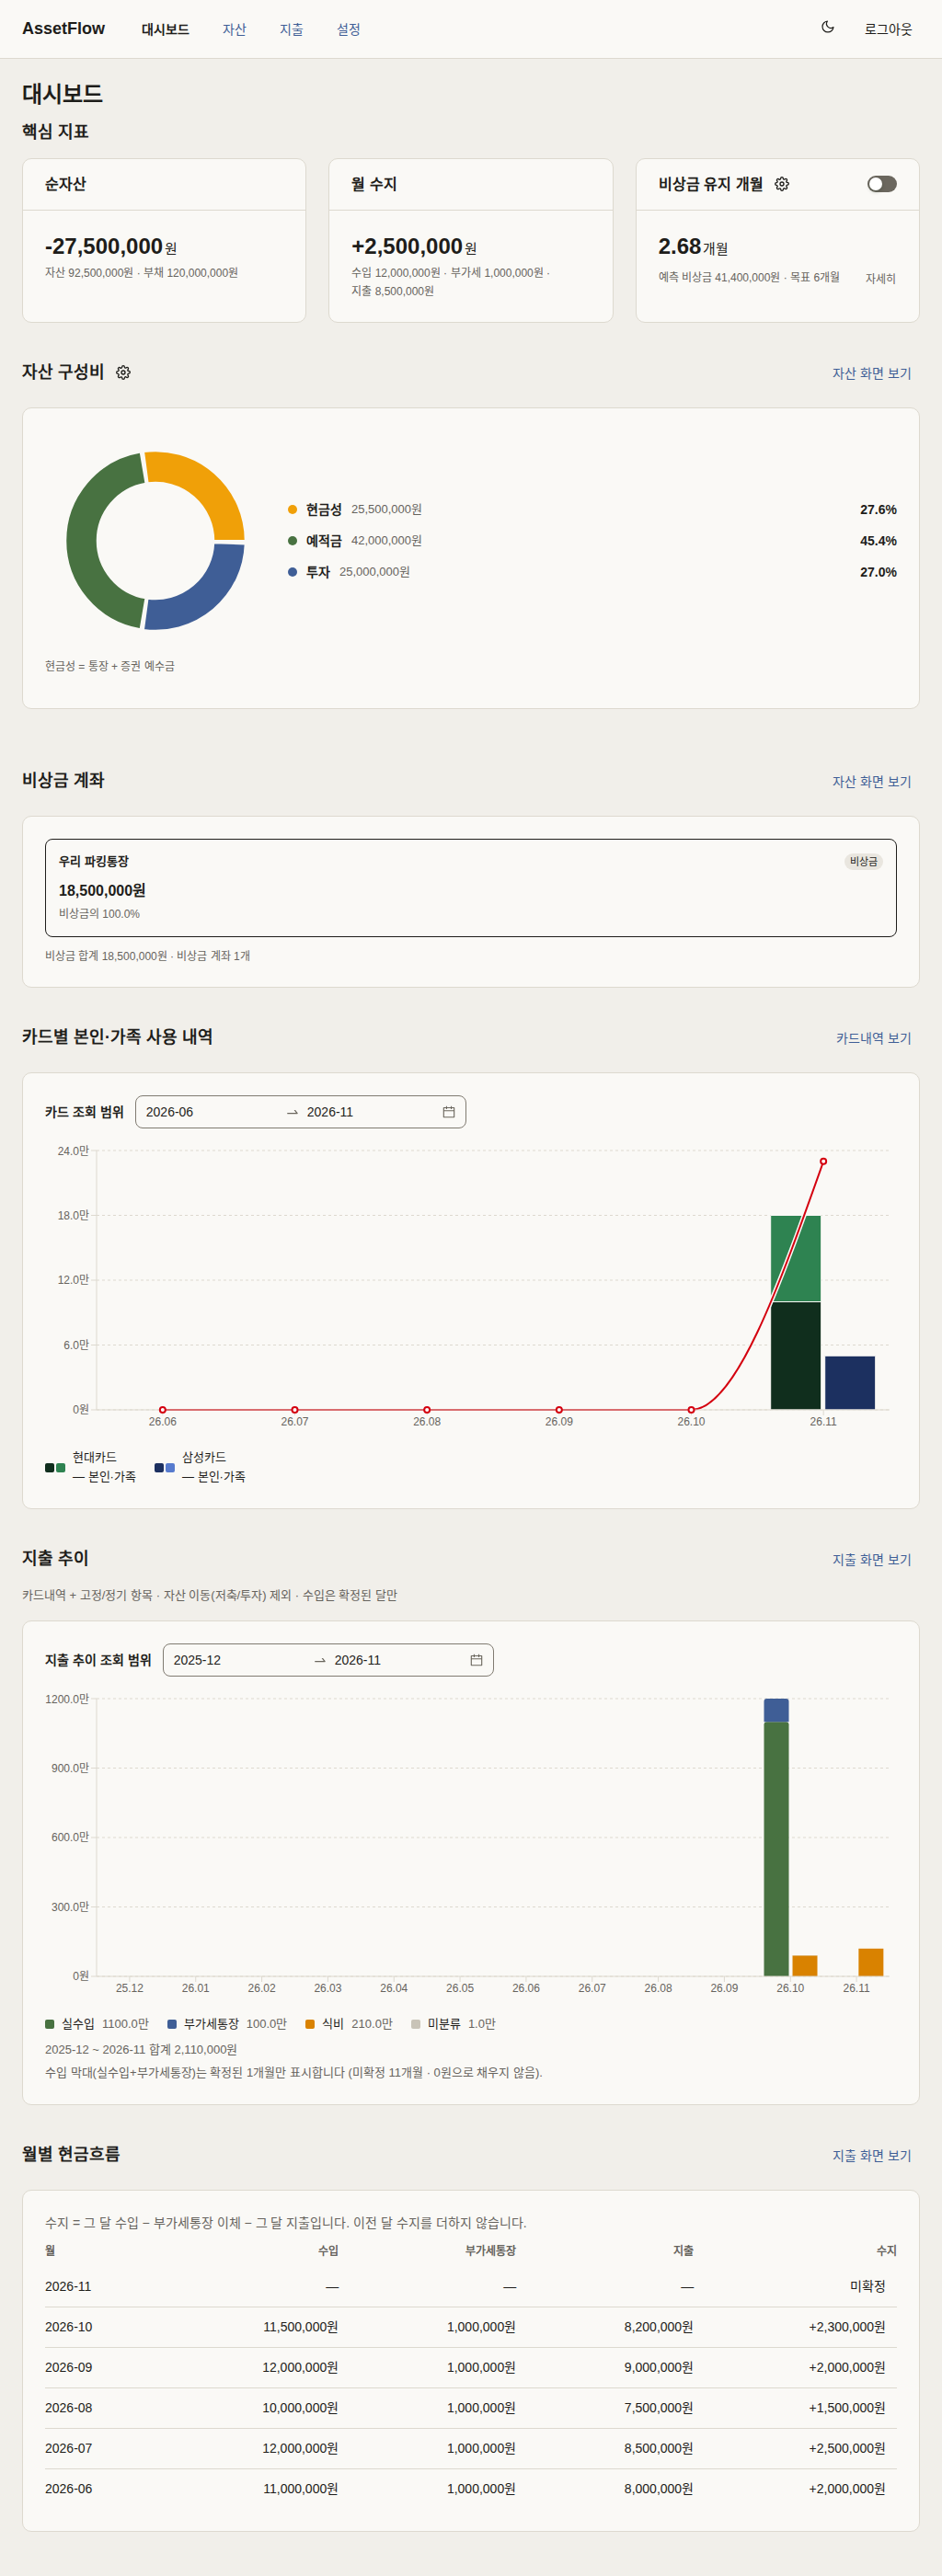 AssetFlow 대시보드 자산 지출 설정 로그아웃
대시보드
핵심 지표
순자산
-27,500,000원
자산 92,500,000원 · 부채 120,000,000원
월 수지
+2,500,000원
수입 12,000,000원 · 부가세 1,000,000원 ·
지출 8,500,000원
비상금 유지 개월
2.68개월
예측 비상금 41,400,000원 · 목표 6개월 자세히
자산 구성비 자산 화면 보기
현금성 25,500,000원 27.6%
예적금 42,000,000원 45.4%
투자 25,000,000원 27.0%
현금성 = 통장 + 증권 예수금
비상금 계좌 자산 화면 보기
우리 파킹통장 비상금
18,500,000원
비상금의 100.0%
비상금 합계 18,500,000원 · 비상금 계좌 1개
카드별 본인·가족 사용 내역 카드내역 보기
카드 조회 범위 2026-06 2026-11
24.0만
18.0만
12.0만
6.0만
0원
26.06 26.07 26.08 26.09 26.10 26.11
현대카드
— 본인·가족
삼성카드
— 본인·가족
지출 추이 지출 화면 보기
카드내역 + 고정/정기 항목 · 자산 이동(저축/투자) 제외 · 수입은 확정된 달만
지출 추이 조회 범위 2025-12 2026-11
1200.0만
900.0만
600.0만
300.0만
0원
25.12 26.01 26.02 26.03 26.04 26.05 26.06 26.07 26.08 26.09 26.10 26.11
실수입 1100.0만 부가세통장 100.0만 식비 210.0만 미분류 1.0만
2025-12 ~ 2026-11 합계 2,110,000원
수입 막대(실수입+부가세통장)는 확정된 1개월만 표시합니다 (미확정 11개월 · 0원으로 채우지 않음).
월별 현금흐름 지출 화면 보기
수지 = 그 달 수입 − 부가세통장 이체 − 그 달 지출입니다. 이전 달 수지를 더하지 않습니다.
월 수입 부가세통장 지출 수지
2026-11 — — — 미확정
2026-10 11,500,000원 1,000,000원 8,200,000원 +2,300,000원
2026-09 12,000,000원 1,000,000원 9,000,000원 +2,000,000원
2026-08 10,000,000원 1,000,000원 7,500,000원 +1,500,000원
2026-07 12,000,000원 1,000,000원 8,500,000원 +2,500,000원
2026-06 11,000,000원 1,000,000원 8,000,000원 +2,000,000원